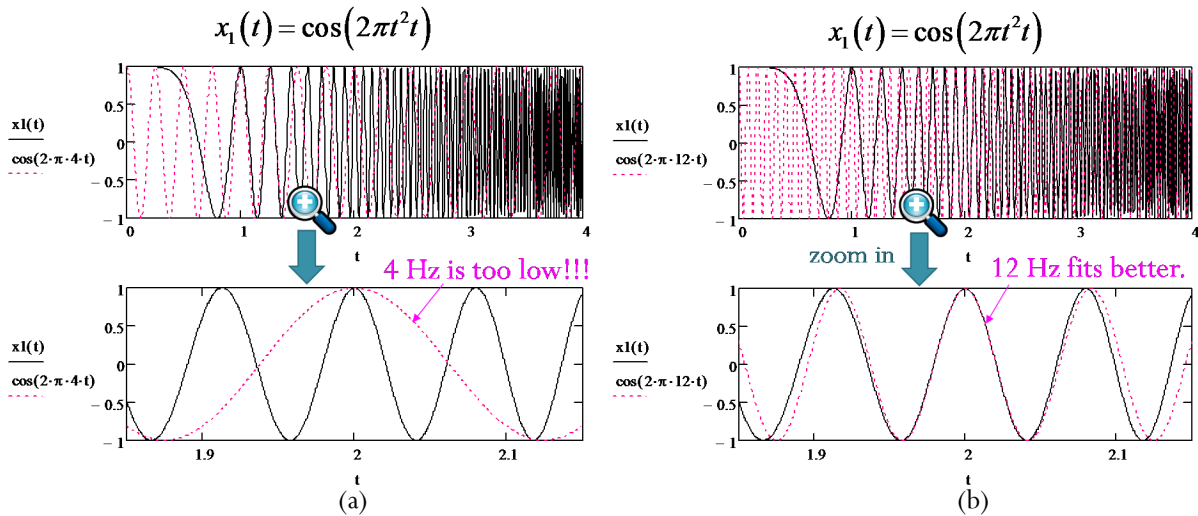 x₁(t) = cos(2πt²t)
1
0.5
0
− 0.5
− 1
x1(t)
cos(2·π·4·t)
0 1 2 3 4
t
4 Hz is too low!!!
1
0.5
0
− 0.5
− 1
x1(t)
cos(2·π·4·t)
1.9 2 2.1
t
(a)
x₁(t) = cos(2πt²t)
1
0.5
0
− 0.5
− 1
x1(t)
cos(2·π·12·t)
0 1 2 3 4
t
zoom in
12 Hz fits better.
1
0.5
0
− 0.5
− 1
x1(t)
cos(2·π·12·t)
1.9 2 2.1
t
(b)